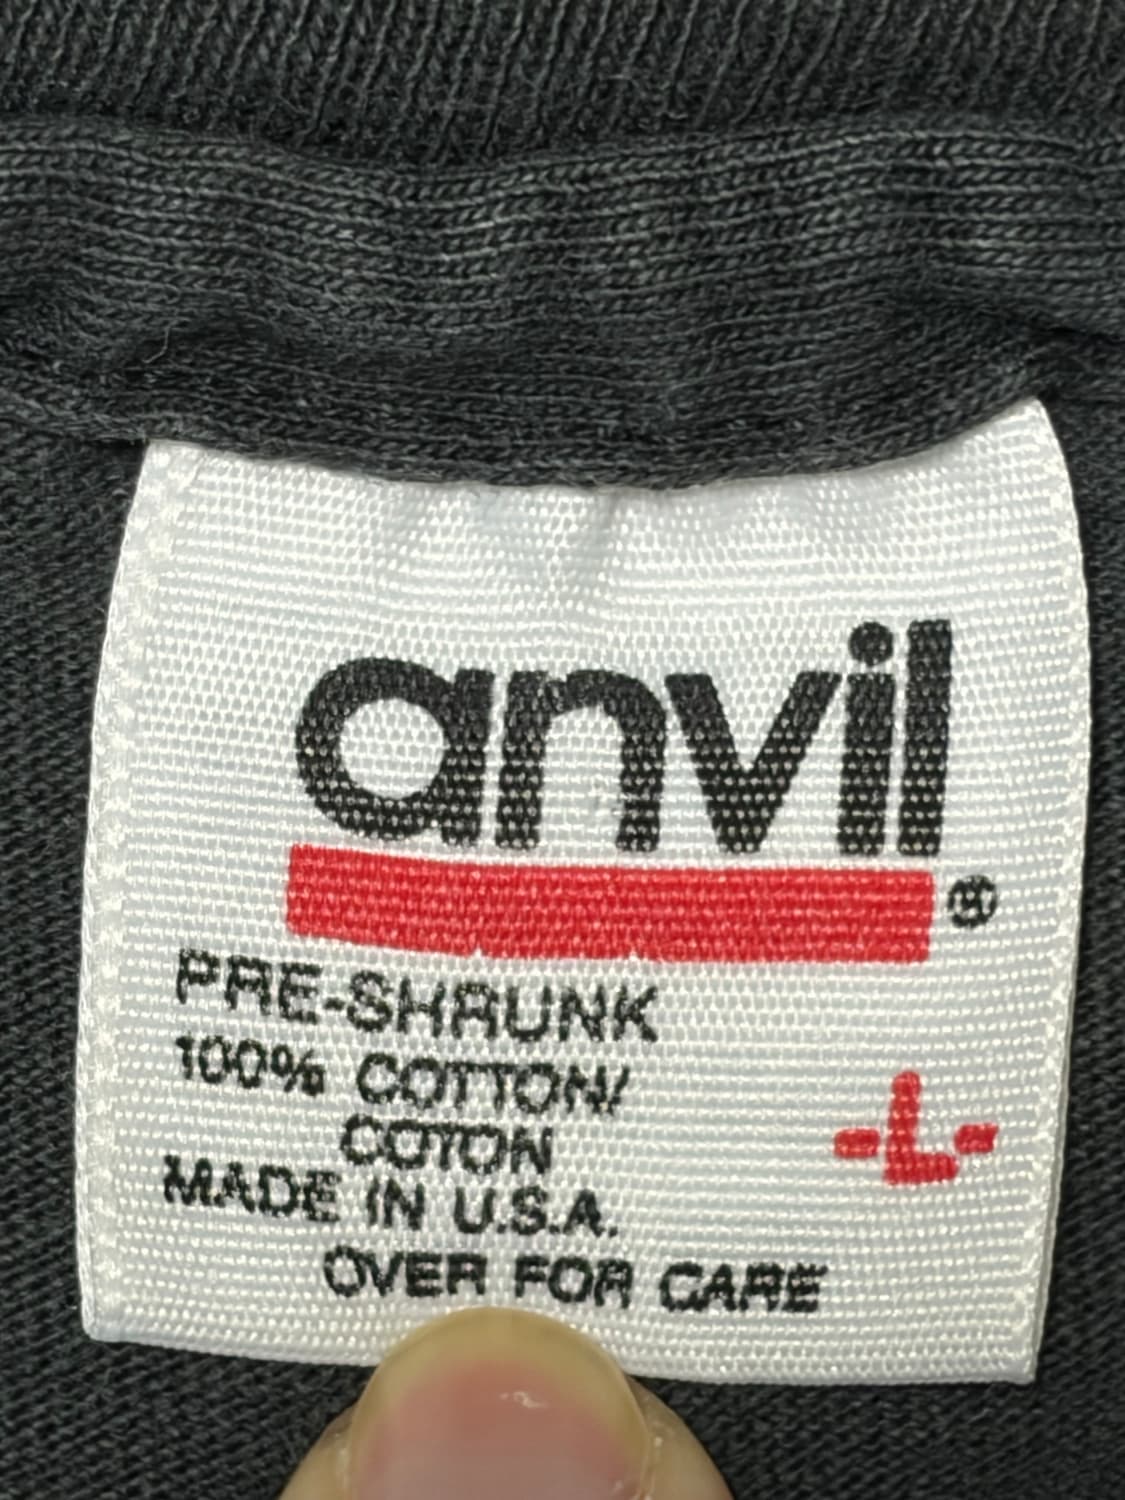 anvil®
PRE-SHRUNK
100% COTTON/
COTON
-L-
MADE IN U.S.A.
OVER FOR CARE